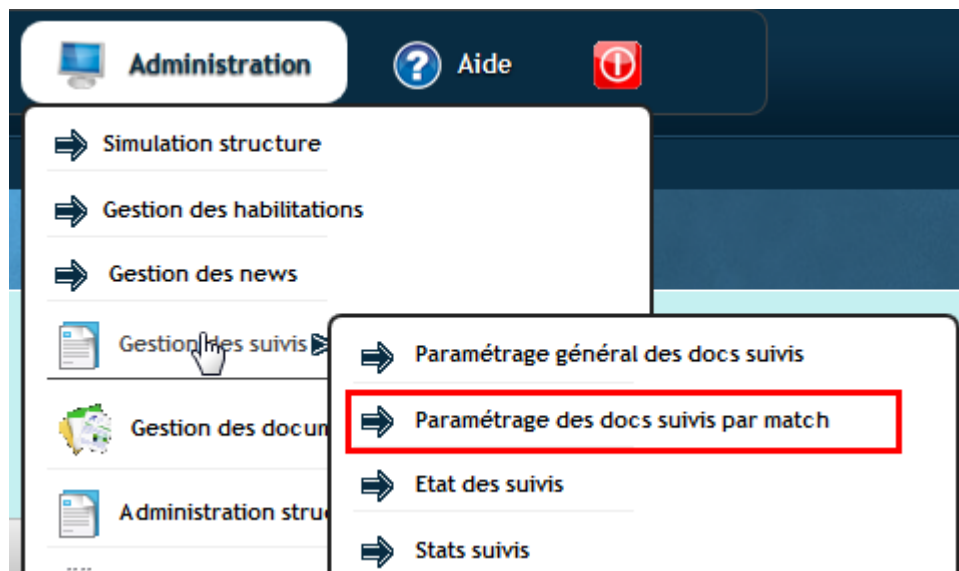 Administration
Aide
Simulation structure
Gestion des habilitations
Gestion des news
Gestion des suivis
Paramétrage général des docs suivis
Paramétrage des docs suivis par match
Gestion des docum
Etat des suivis
Administration stru
Stats suivis